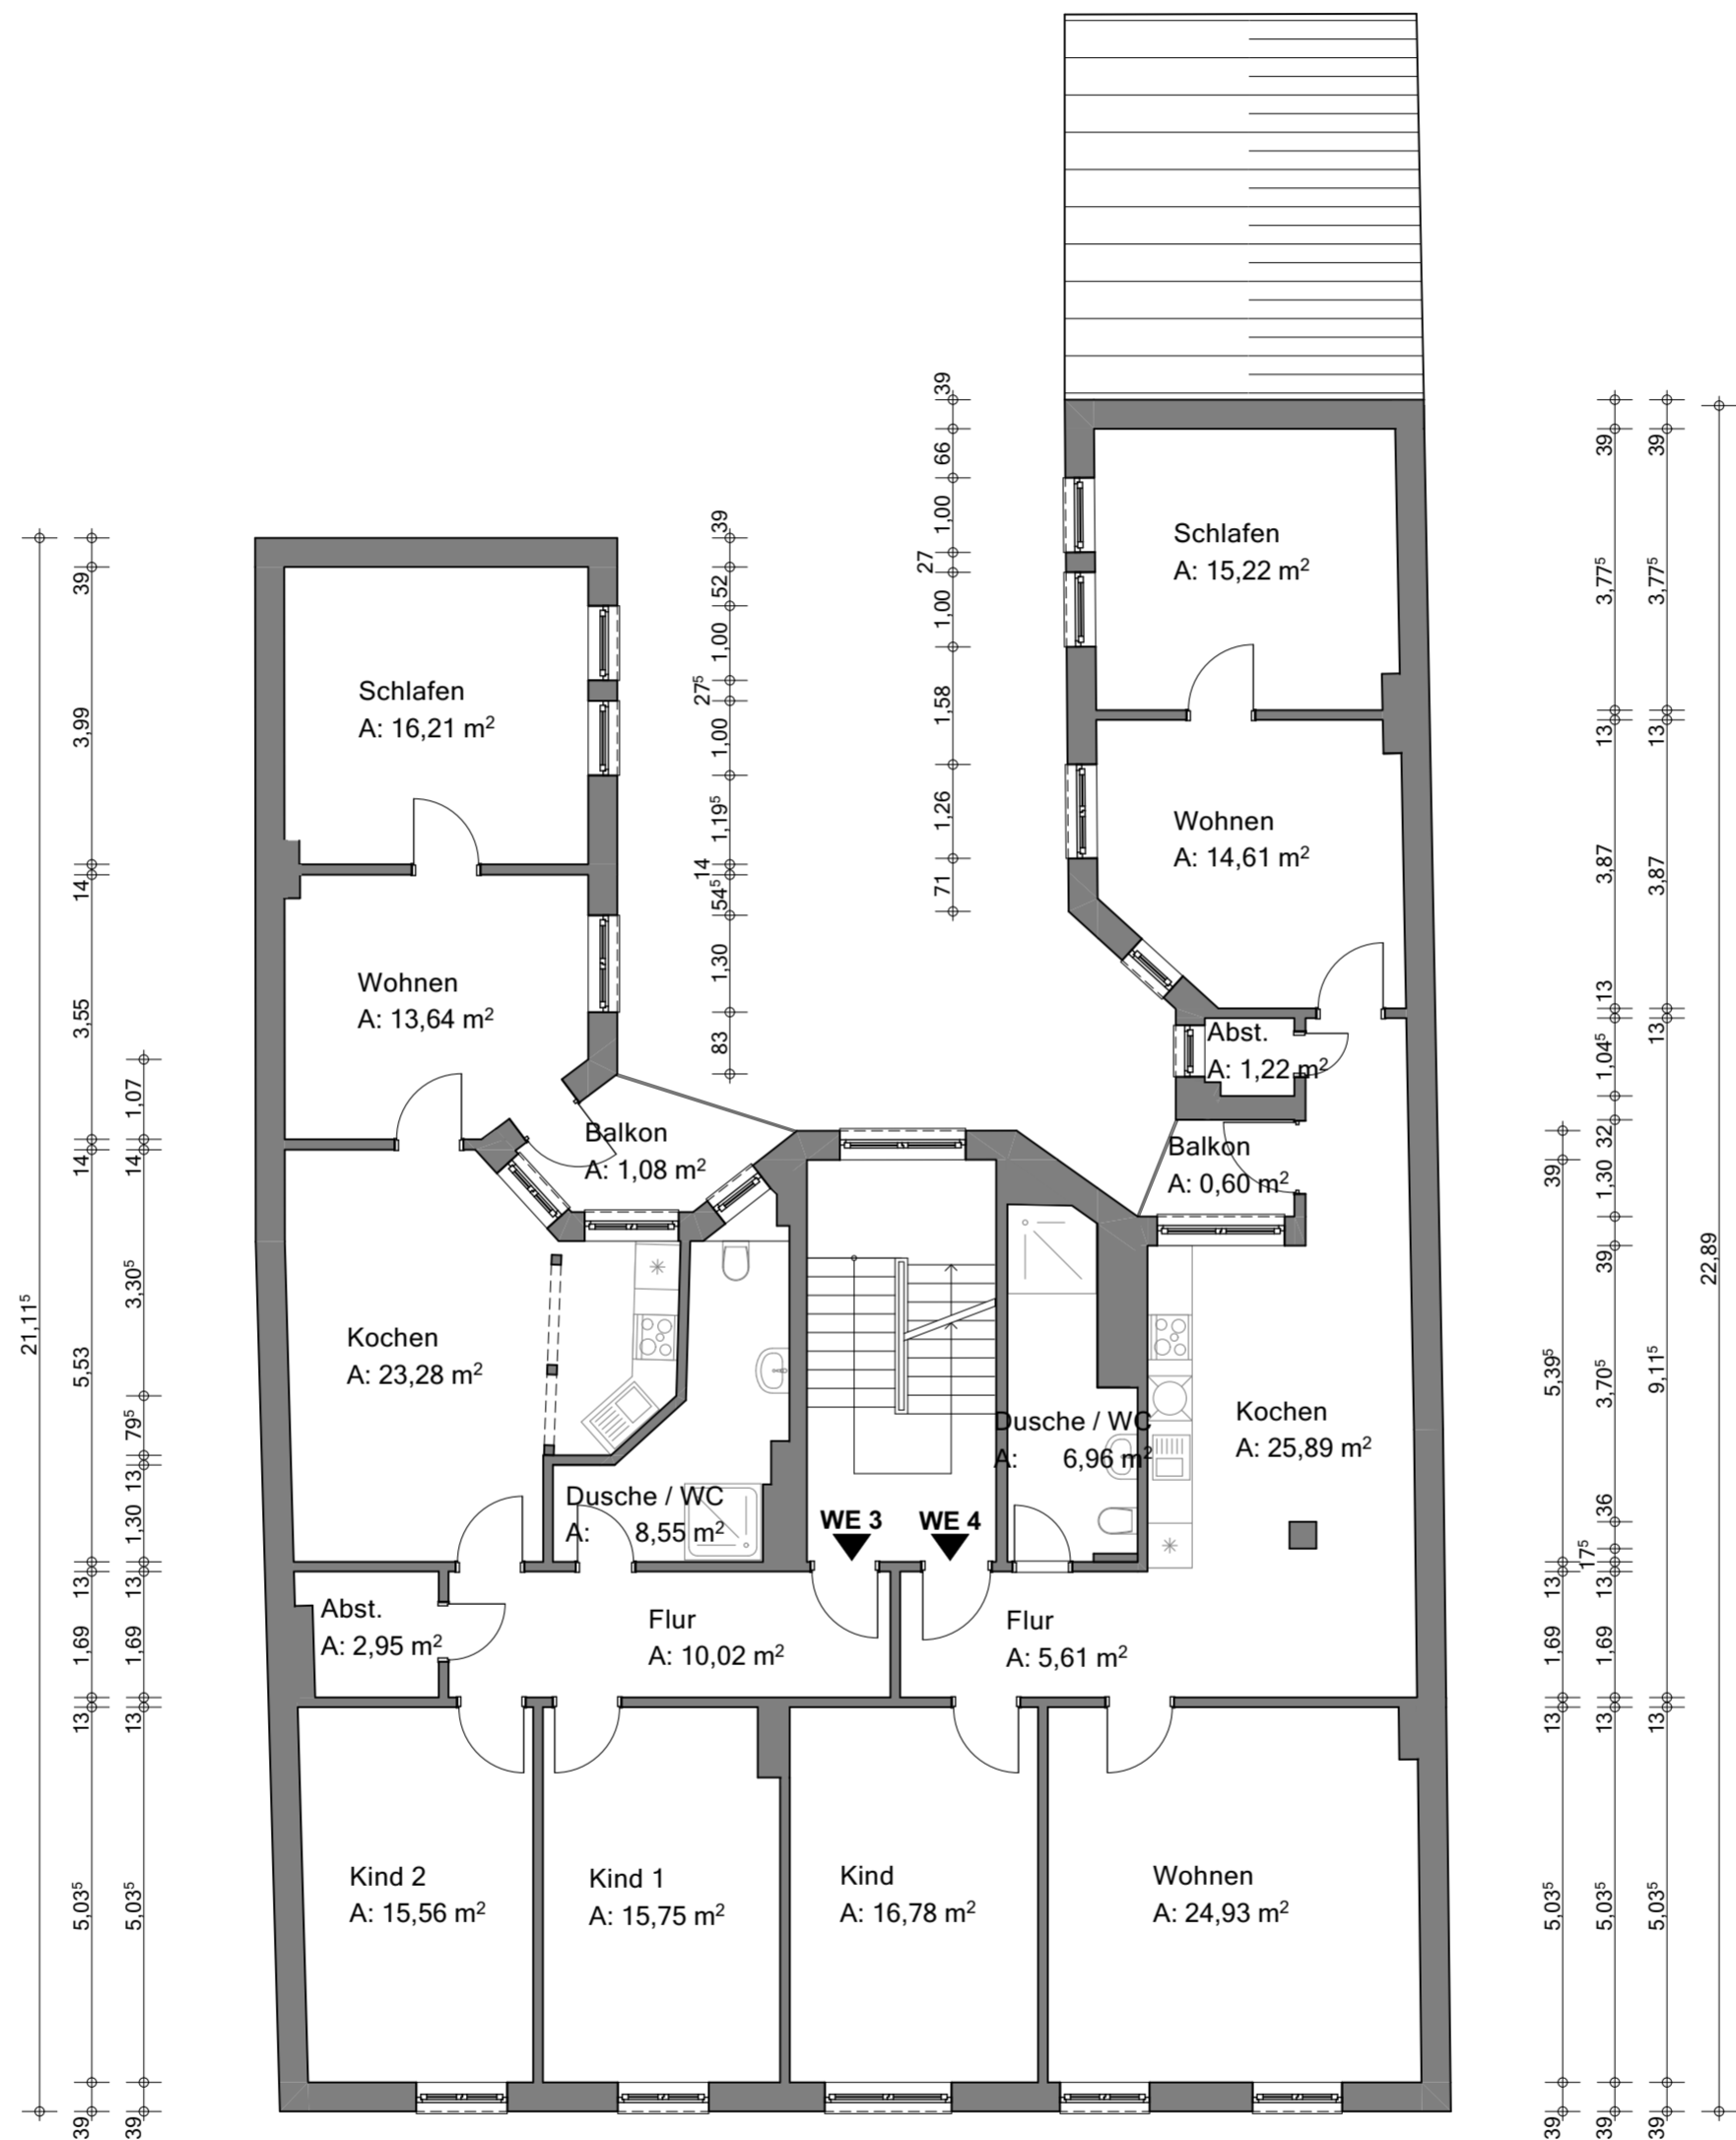 39
66
1,00
27
1,00
1,58
1,26
71
39
52
1,00
27⁵
1,00
1,19⁵
14
54⁵
1,30
83
21,11⁵
39
3,99
14
3,55
14
5,53
13
1,69
13
5,03⁵
39
1,07
14
3,30⁵
79⁵
13
1,30
13
1,69
13
5,03⁵
39
Schlafen
A: 16,21 m²
Wohnen
A: 13,64 m²
Balkon
A: 1,08 m²
Kochen
A: 23,28 m²
Dusche / WC
A: 8,55 m²
Abst.
A: 2,95 m²
Flur
A: 10,02 m²
Kind 2
A: 15,56 m²
Kind 1
A: 15,75 m²
WE 3
WE 4
Schlafen
A: 15,22 m²
Wohnen
A: 14,61 m²
Abst.
A: 1,22 m²
Balkon
A: 0,60 m²
Dusche / WC
A: 6,96 m²
Kochen
A: 25,89 m²
Flur
A: 5,61 m²
Kind
A: 16,78 m²
Wohnen
A: 24,93 m²
39
5,39⁵
13
1,69
13
5,03⁵
39
39
3,77⁵
13
3,87
13
1,04⁵
32
1,30
39
3,70⁵
36
17⁵
13
1,69
13
5,03⁵
39
39
3,77⁵
13
3,87
13
9,11⁵
13
5,03⁵
39
22,89